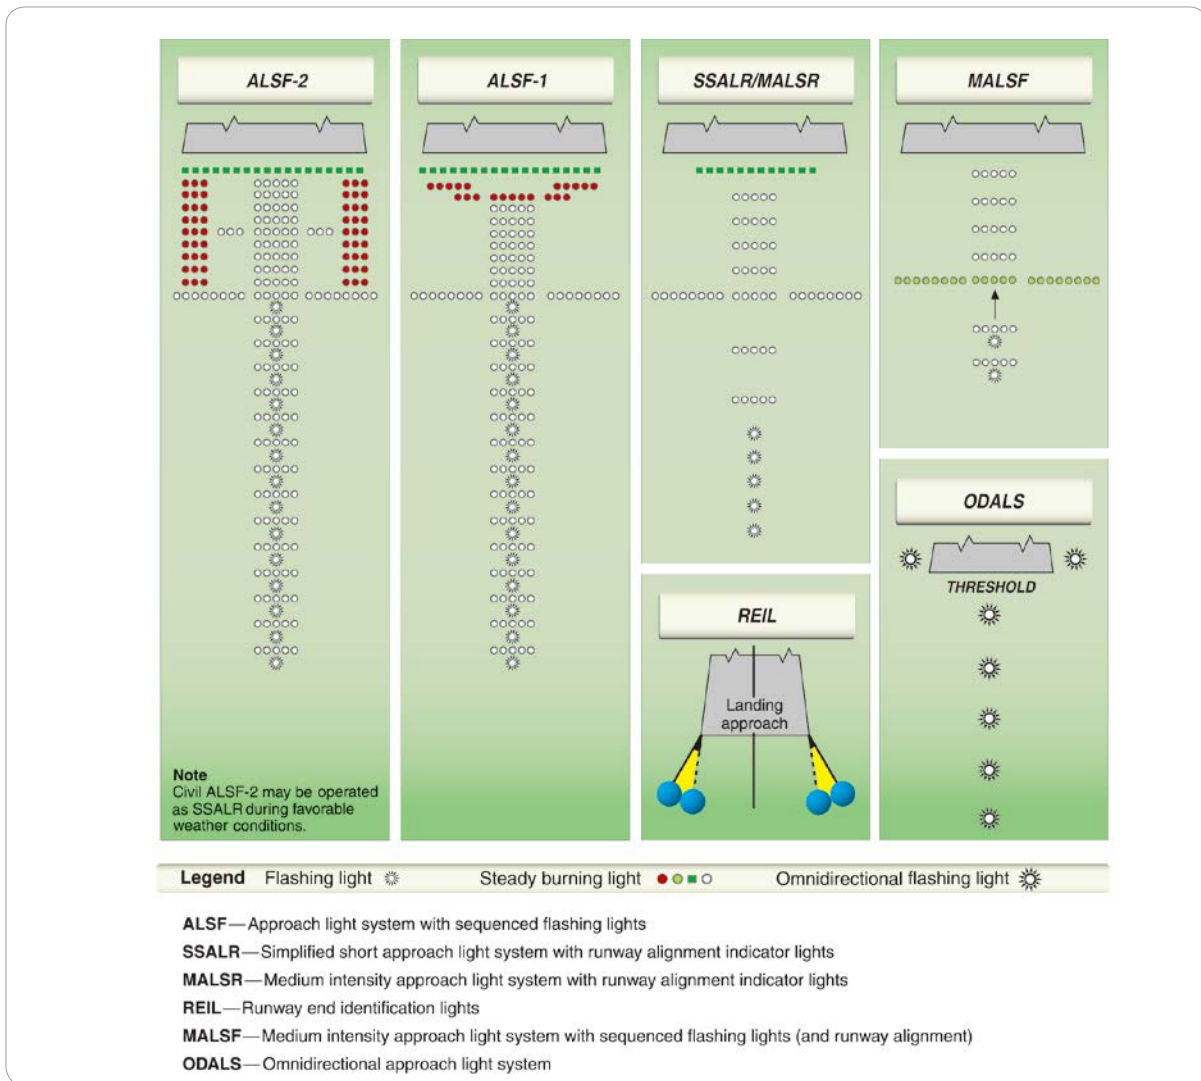 ALSF-2
ALSF-1
SSALR/MALSR
MALSF
ODALS
THRESHOLD
REIL
Landing
approach
Note
Civil ALSF-2 may be operated
as SSALR during favorable
weather conditions.
Legend Flashing light Steady burning light Omnidirectional flashing light
ALSF—Approach light system with sequenced flashing lights
SSALR—Simplified short approach light system with runway alignment indicator lights
MALSR—Medium intensity approach light system with runway alignment indicator lights
REIL—Runway end identification lights
MALSF—Medium intensity approach light system with sequenced flashing lights (and runway alignment)
ODALS—Omnidirectional approach light system